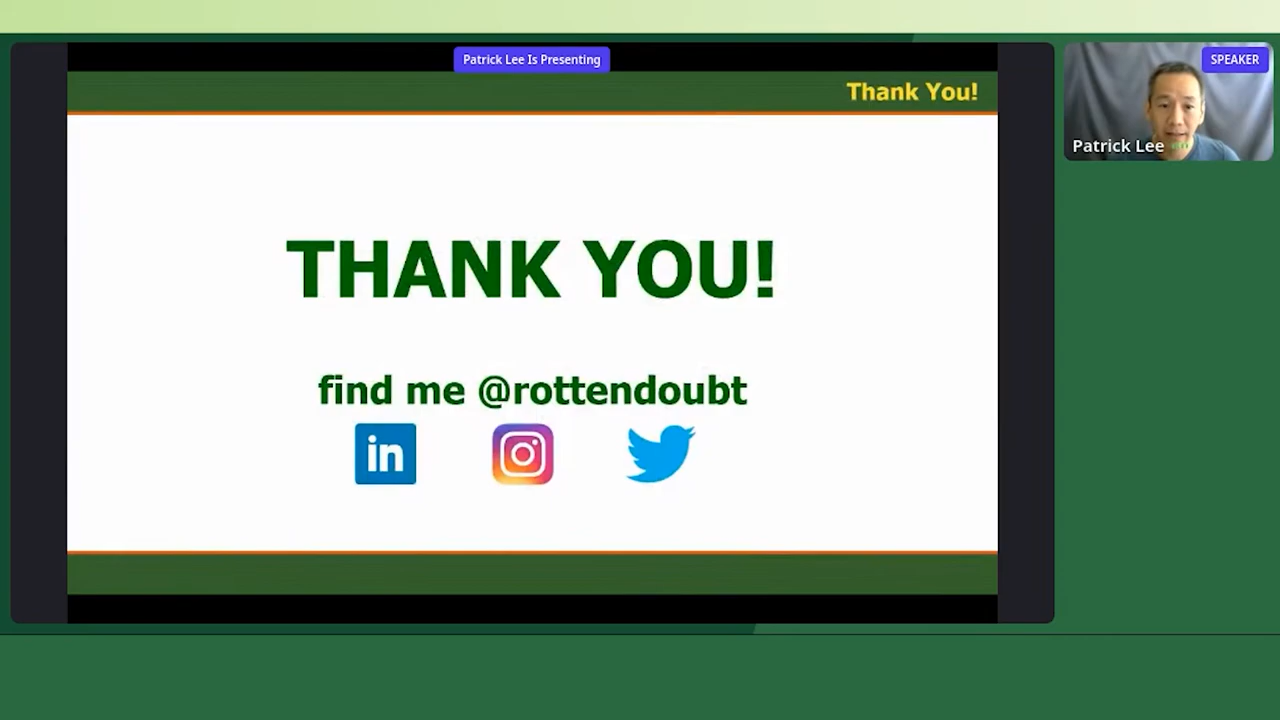 Patrick Lee Is Presenting
SPEAKER
Thank You!
Patrick Lee
THANK YOU!
find me @rottendoubt
in